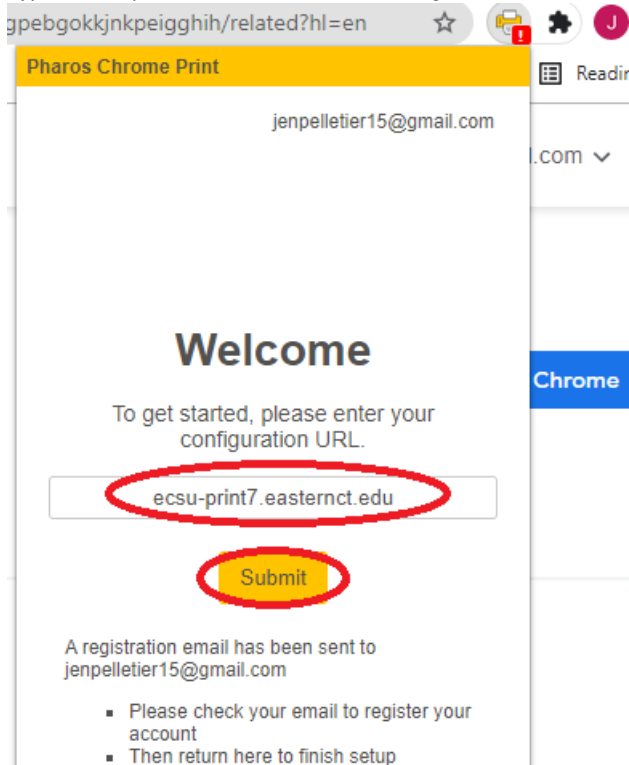 gpebgokkjnkpeigghih/related?hl=en
J
Pharos Chrome Print
Readin
jenpelletier15@gmail.com
l.com
Welcome
Chrome
To get started, please enter your
configuration URL.
ecsu-print7.easternct.edu
Submit
A registration email has been sent to
jenpelletier15@gmail.com
▪ Please check your email to register your
account
▪ Then return here to finish setup